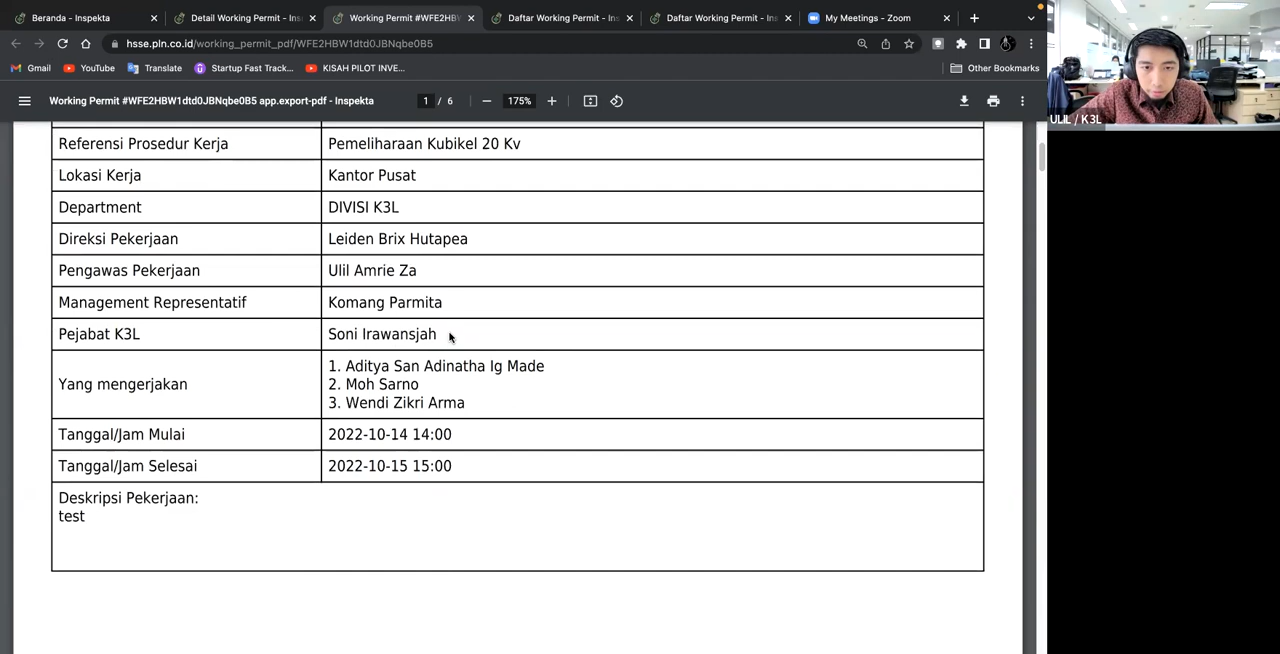 Beranda - Inspekta
Detail Working Permit - Ins
Working Permit #WFE2HBW
Daftar Working Permit - Ins
Daftar Working Permit - Ins
My Meetings - Zoom
hsse.pln.co.id/working_permit_pdf/WFE2HBW1dtd0JBNqbe0B5
Gmail
YouTube
Translate
Startup Fast Track...
KISAH PILOT INVE...
Other Bookmarks
Working Permit #WFE2HBW1dtd0JBNqbe0B5 app.export-pdf - Inspekta
1 / 6
175%
ULIL / K3L
Referensi Prosedur Kerja Pemeliharaan Kubikel 20 Kv
Lokasi Kerja Kantor Pusat
Department DIVISI K3L
Direksi Pekerjaan Leiden Brix Hutapea
Pengawas Pekerjaan Ulil Amrie Za
Management Representatif Komang Parmita
Pejabat K3L Soni Irawansjah
Yang mengerjakan
1. Aditya San Adinatha Ig Made
2. Moh Sarno
3. Wendi Zikri Arma
Tanggal/Jam Mulai 2022-10-14 14:00
Tanggal/Jam Selesai 2022-10-15 15:00
Deskripsi Pekerjaan:
test